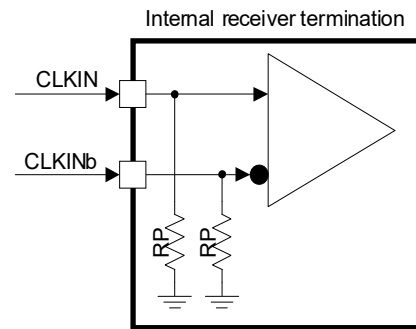 Internal receiver termination
CLKIN
CLKINb
RP
RP